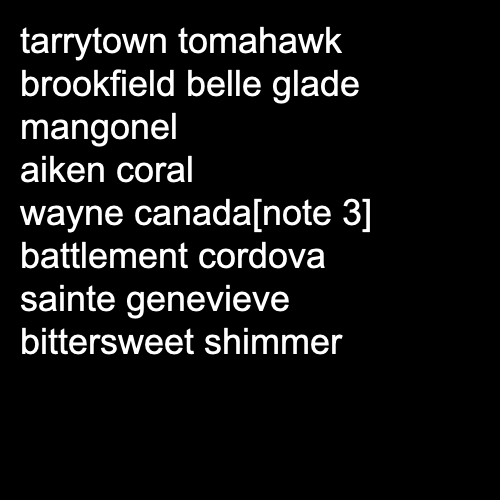 tarrytown tomahawk
brookfield belle glade
mangonel
aiken coral
wayne canada[note 3]
battlement cordova
sainte genevieve
bittersweet shimmer